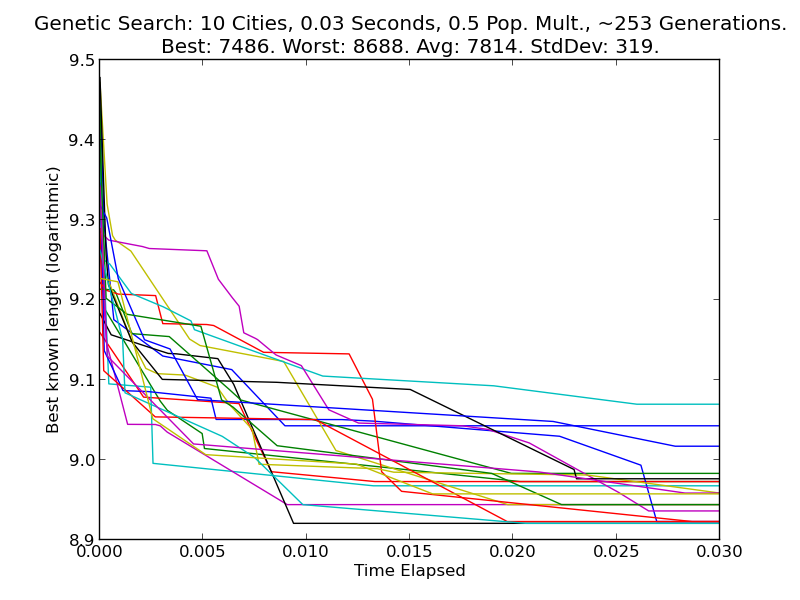 Genetic Search: 10 Cities, 0.03 Seconds, 0.5 Pop. Mult., ~253 Generations.
Best: 7486. Worst: 8688. Avg: 7814. StdDev: 319.
Best known length (logarithmic)
9.5
9.4
9.3
9.2
9.1
9.0
8.9
0.000 0.005 0.010 0.015 0.020 0.025 0.030
Time Elapsed